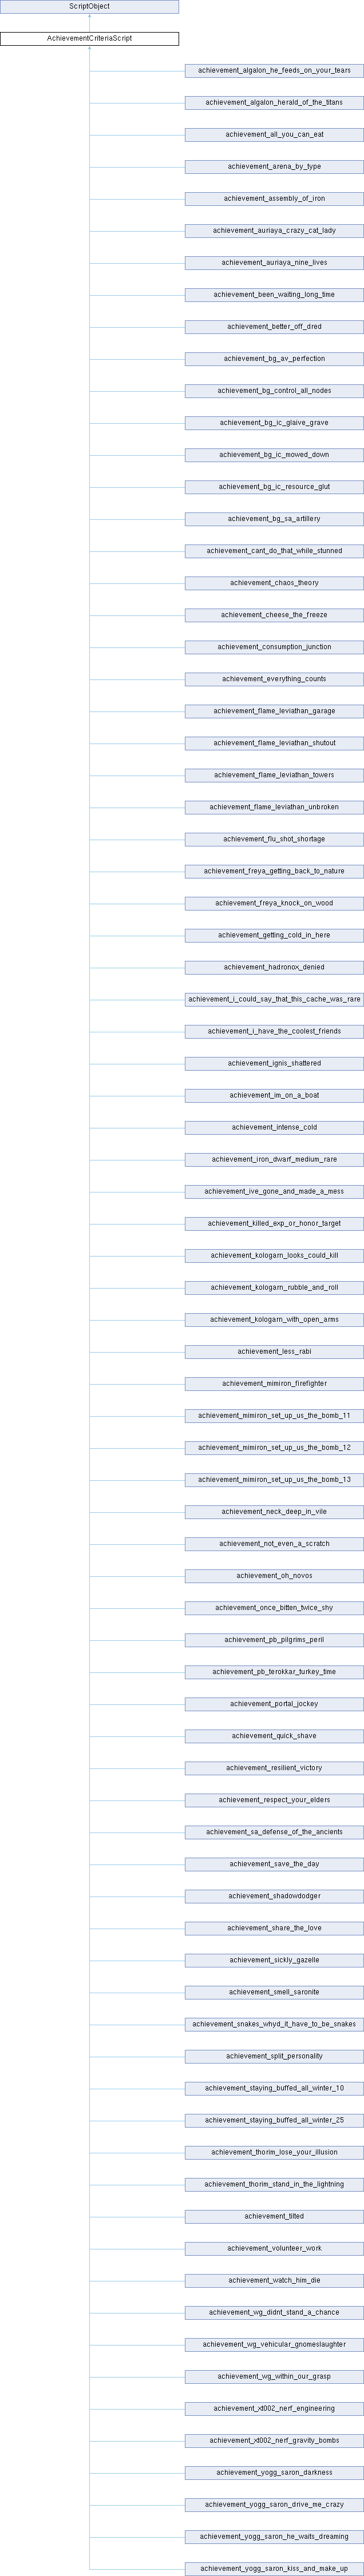 ScriptObject
AchievementCriteriaScript
achievement_algalon_he_feeds_on_your_tears
achievement_algalon_herald_of_the_titans
achievement_all_you_can_eat
achievement_arena_by_type
achievement_assembly_of_iron
achievement_auriaya_crazy_cat_lady
achievement_auriaya_nine_lives
achievement_been_waiting_long_time
achievement_better_off_dred
achievement_bg_av_perfection
achievement_bg_control_all_nodes
achievement_bg_ic_glaive_grave
achievement_bg_ic_mowed_down
achievement_bg_ic_resource_glut
achievement_bg_sa_artillery
achievement_cant_do_that_while_stunned
achievement_chaos_theory
achievement_cheese_the_freeze
achievement_consumption_junction
achievement_everything_counts
achievement_flame_leviathan_garage
achievement_flame_leviathan_shutout
achievement_flame_leviathan_towers
achievement_flame_leviathan_unbroken
achievement_flu_shot_shortage
achievement_freya_getting_back_to_nature
achievement_freya_knock_on_wood
achievement_getting_cold_in_here
achievement_hadronox_denied
achievement_i_could_say_that_this_cache_was_rare
achievement_i_have_the_coolest_friends
achievement_ignis_shattered
achievement_im_on_a_boat
achievement_intense_cold
achievement_iron_dwarf_medium_rare
achievement_ive_gone_and_made_a_mess
achievement_killed_exp_or_honor_target
achievement_kologarn_looks_could_kill
achievement_kologarn_rubble_and_roll
achievement_kologarn_with_open_arms
achievement_less_rabi
achievement_mimiron_firefighter
achievement_mimiron_set_up_us_the_bomb_11
achievement_mimiron_set_up_us_the_bomb_12
achievement_mimiron_set_up_us_the_bomb_13
achievement_neck_deep_in_vile
achievement_not_even_a_scratch
achievement_oh_novos
achievement_once_bitten_twice_shy
achievement_pb_pilgrims_peril
achievement_pb_terokkar_turkey_time
achievement_portal_jockey
achievement_quick_shave
achievement_resilient_victory
achievement_respect_your_elders
achievement_sa_defense_of_the_ancients
achievement_save_the_day
achievement_shadowdodger
achievement_share_the_love
achievement_sickly_gazelle
achievement_smell_saronite
achievement_snakes_whyd_it_have_to_be_snakes
achievement_split_personality
achievement_staying_buffed_all_winter_10
achievement_staying_buffed_all_winter_25
achievement_thorim_lose_your_illusion
achievement_thorim_stand_in_the_lightning
achievement_tilted
achievement_volunteer_work
achievement_watch_him_die
achievement_wg_didnt_stand_a_chance
achievement_wg_vehicular_gnomeslaughter
achievement_wg_within_our_grasp
achievement_xt002_nerf_engineering
achievement_xt002_nerf_gravity_bombs
achievement_yogg_saron_darkness
achievement_yogg_saron_drive_me_crazy
achievement_yogg_saron_he_waits_dreaming
achievement_yogg_saron_kiss_and_make_up